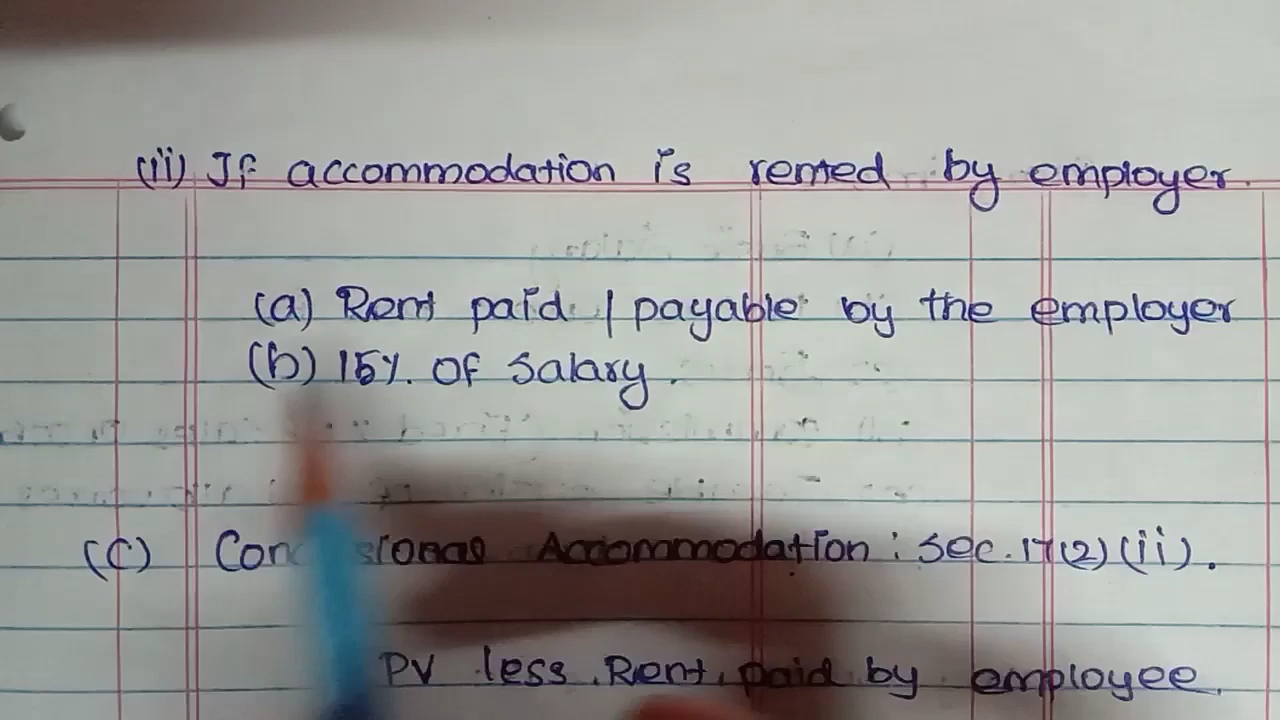 (ii) If accommodation is rented by employer.
(a) Rent paid / payable by the employer
(b) 15% of salary.
(C) Accommodation : Sec. 17(2)(ii).
PV less Rent paid by employee.